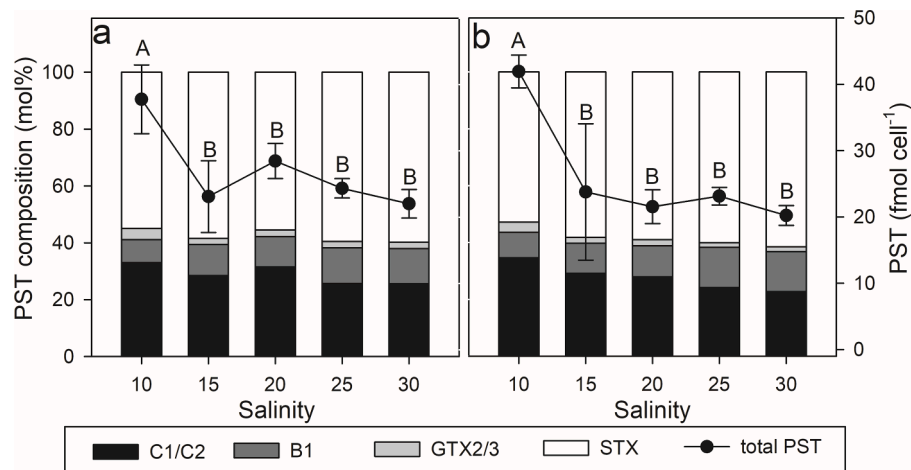 a
b
A
B
B
B
B
A
B
B
B
B
PST composition (mol%)
100
80
60
40
20
0
50
40
30
20
10
0
PST (fmol cell⁻¹)
10 15 20 25 30
10 15 20 25 30
Salinity
Salinity
C1/C2 B1 GTX2/3 STX total PST